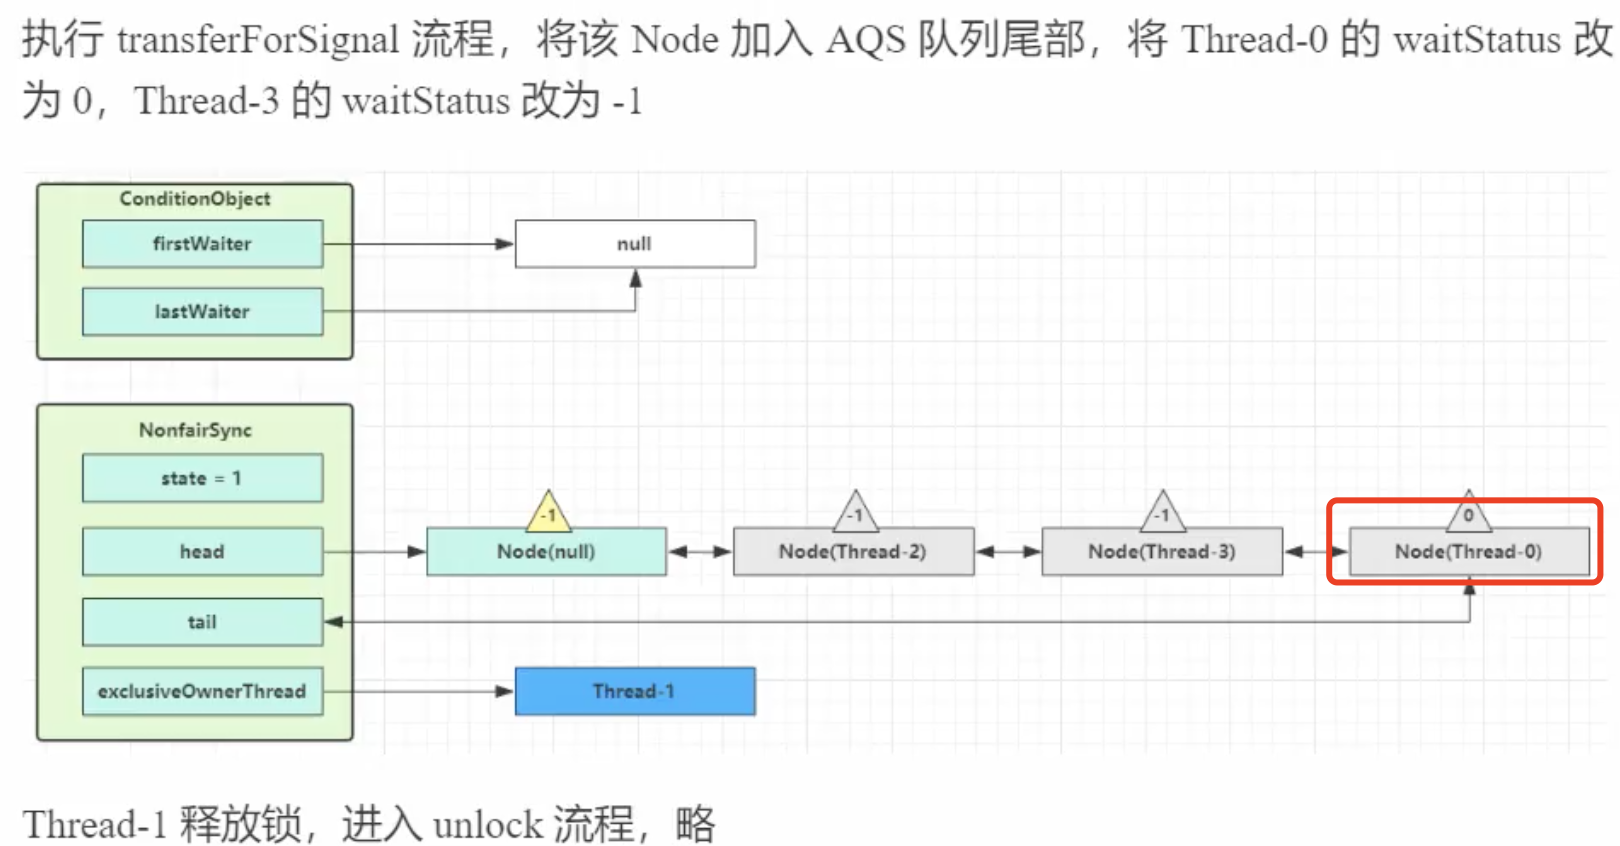 执行 transferForSignal 流程，将该 Node 加入 AQS 队列尾部，将 Thread-0 的 waitStatus 改
为 0，Thread-3 的 waitStatus 改为 -1
ConditionObject
firstWaiter
null
lastWaiter
NonfairSync
state = 1
-1
-1
-1
0
head
Node(null)
Node(Thread-2)
Node(Thread-3)
Node(Thread-0)
tail
exclusiveOwnerThread
Thread-1
Thread-1 释放锁，进入 unlock 流程，略